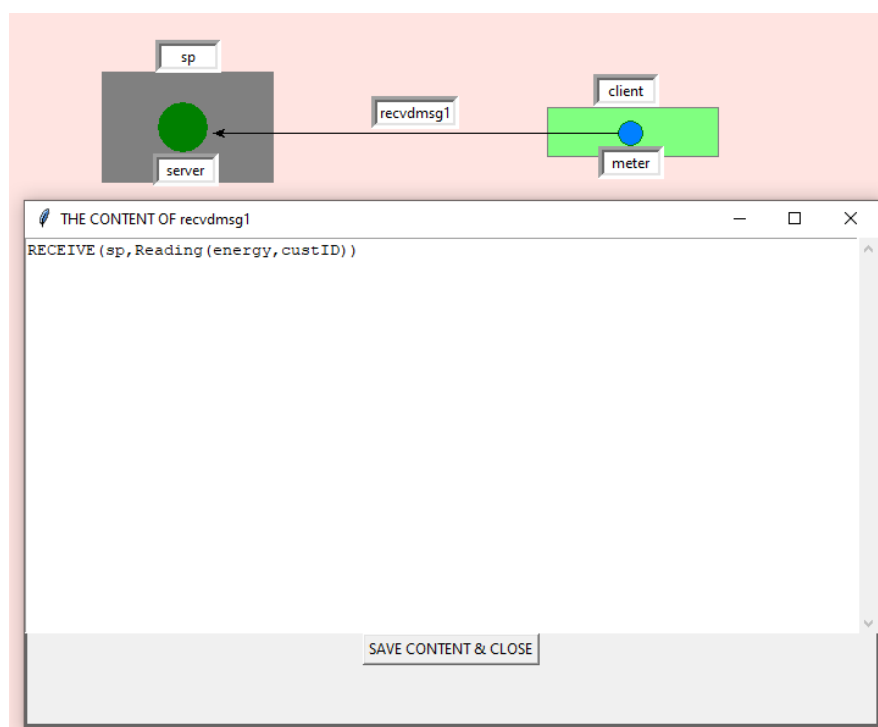 sp
client
recvdmsg1
server
meter
THE CONTENT OF recvdmsg1
RECEIVE(sp,Reading(energy,custID))
SAVE CONTENT & CLOSE